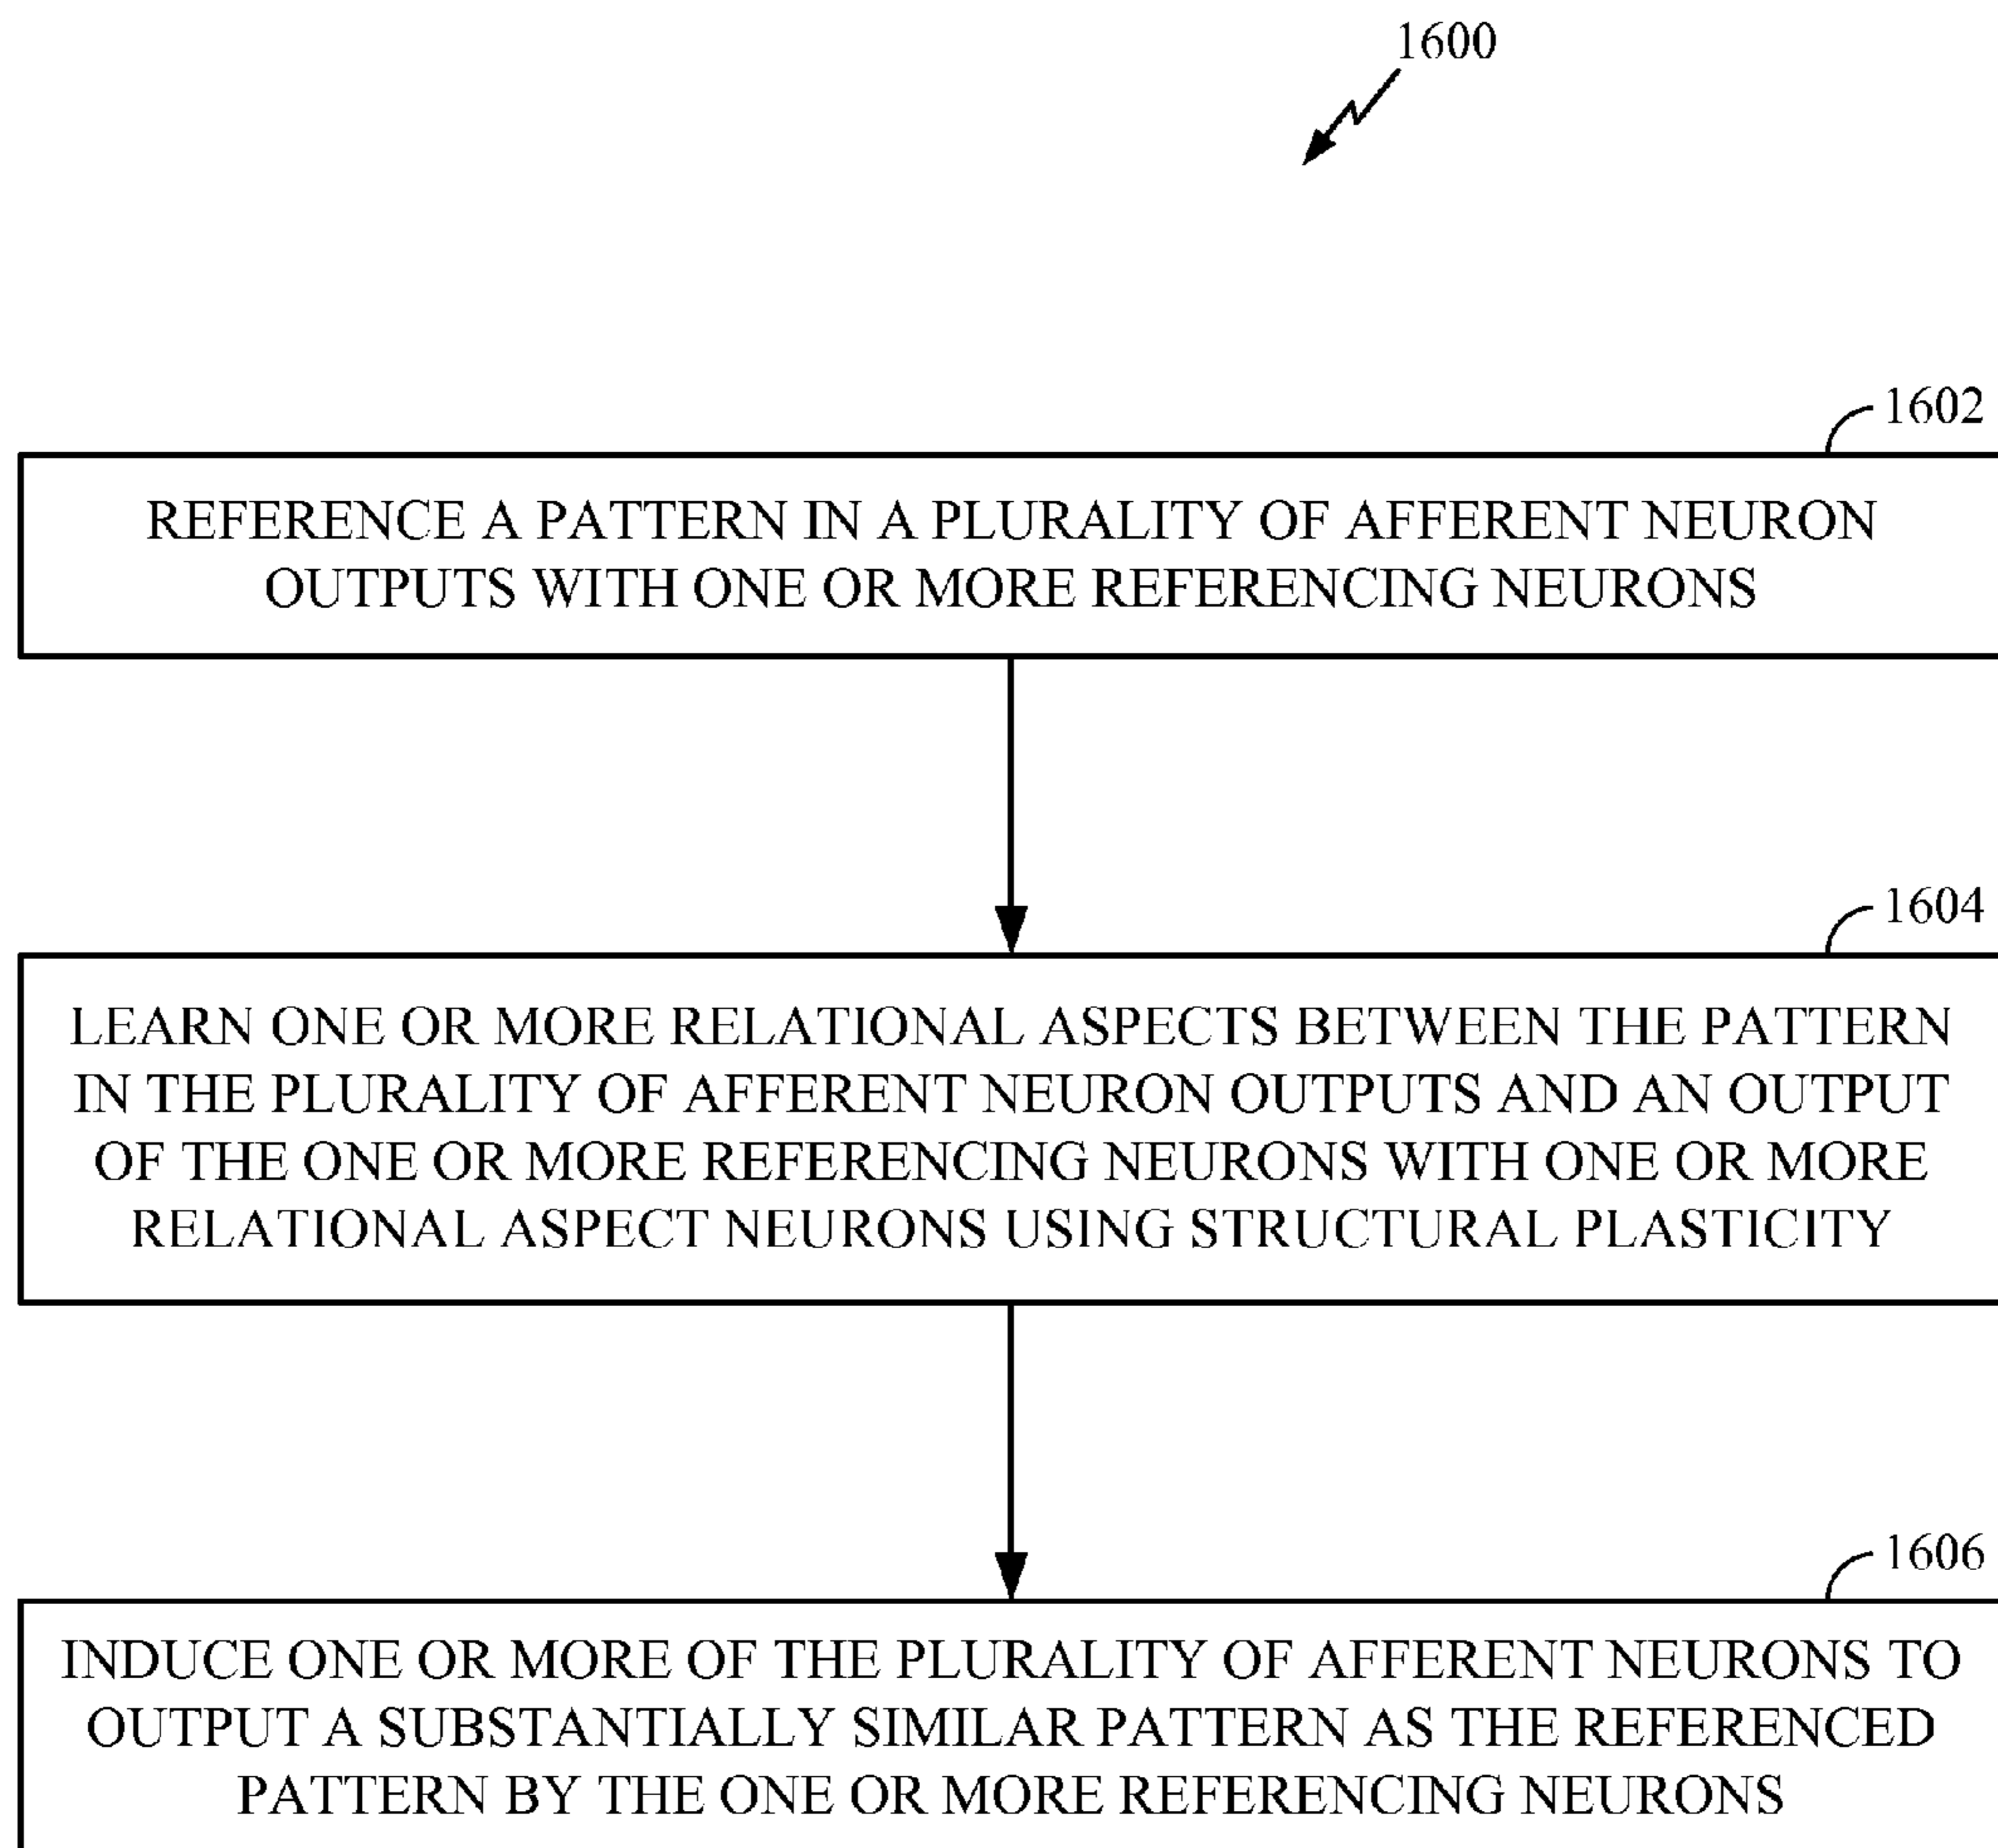 1600
1602
REFERENCE A PATTERN IN A PLURALITY OF AFFERENT NEURON
OUTPUTS WITH ONE OR MORE REFERENCING NEURONS
1604
LEARN ONE OR MORE RELATIONAL ASPECTS BETWEEN THE PATTERN
IN THE PLURALITY OF AFFERENT NEURON OUTPUTS AND AN OUTPUT
OF THE ONE OR MORE REFERENCING NEURONS WITH ONE OR MORE
RELATIONAL ASPECT NEURONS USING STRUCTURAL PLASTICITY
1606
INDUCE ONE OR MORE OF THE PLURALITY OF AFFERENT NEURONS TO
OUTPUT A SUBSTANTIALLY SIMILAR PATTERN AS THE REFERENCED
PATTERN BY THE ONE OR MORE REFERENCING NEURONS